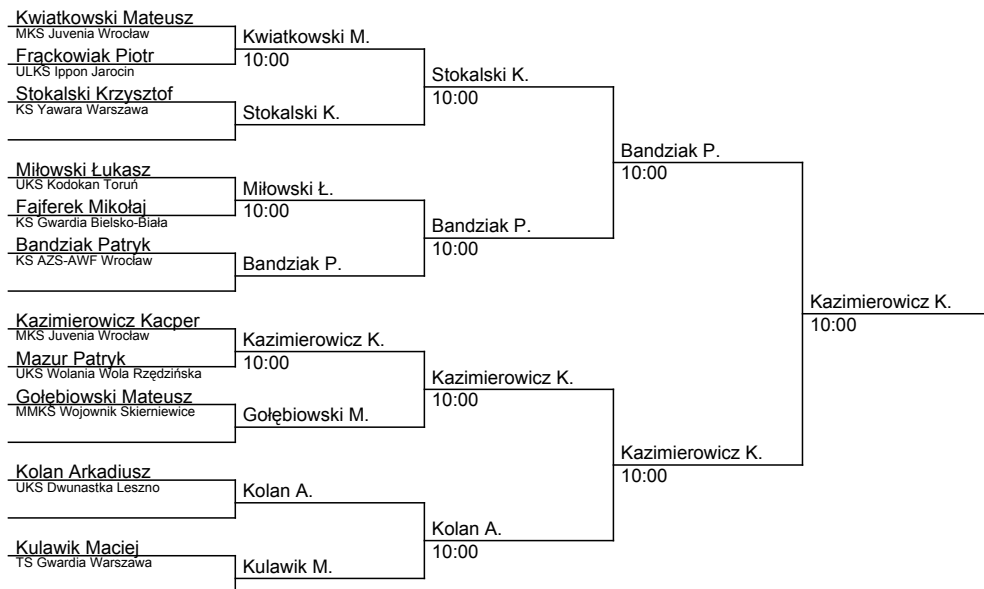 Kwiatkowski Mateusz
MKS Juvenia Wrocław
Frąckowiak Piotr
ULKS Ippon Jarocin
Stokalski Krzysztof
KS Yawara Warszawa
Miłowski Łukasz
UKS Kodokan Toruń
Fajferek Mikołaj
KS Gwardia Bielsko-Biała
Bandziak Patryk
KS AZS-AWF Wrocław
Kazimierowicz Kacper
MKS Juvenia Wrocław
Mazur Patryk
UKS Wolania Wola Rzędzińska
Gołębiowski Mateusz
MMKS Wojownik Skierniewice
Kolan Arkadiusz
UKS Dwunastka Leszno
Kulawik Maciej
TS Gwardia Warszawa
Kwiatkowski M.
10:00
Stokalski K.
Miłowski Ł.
10:00
Bandziak P.
Kazimierowicz K.
10:00
Gołębiowski M.
Kolan A.
Kulawik M.
Stokalski K.
10:00
Bandziak P.
10:00
Kazimierowicz K.
10:00
Kolan A.
10:00
Bandziak P.
10:00
Kazimierowicz K.
10:00
Kazimierowicz K.
10:00